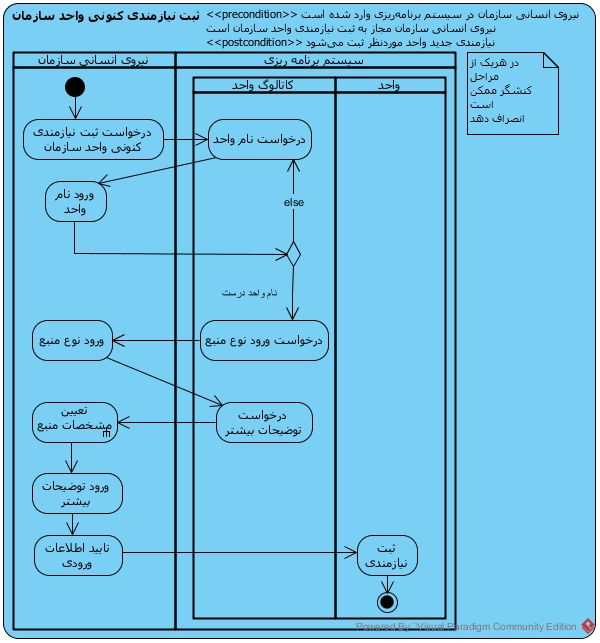 ثبت نیازمندی کنونی واحد سازمان
<<precondition>> نیروی انسانی سازمان در سیستم برنامه‌ریزی وارد شده است
نیروی انسانی سازمان مجاز به ثبت نیازمندی واحد سازمان است
<<postcondition>> نیازمندی جدید واحد موردنظر ثبت می‌شود
نیروی انسانی سازمان
سیستم برنامه ریزی
در هریک از
مراحل
کنشگر ممکن
است
انصراف دهد
کاتالوگ واحد
واحد
درخواست ثبت نیازمندی
کنونی واحد سازمان
درخواست نام واحد
ورود نام
واحد
else
نام واحد درست
ورود نوع منبع
درخواست ورود نوع منبع
تعیین
مشخصات منبع
درخواست
توضیحات بیشتر
ورود توضیحات
بیشتر
تایید اطلاعات
ورودی
ثبت
نیازمندی
Powered By Visual Paradigm Community Edition